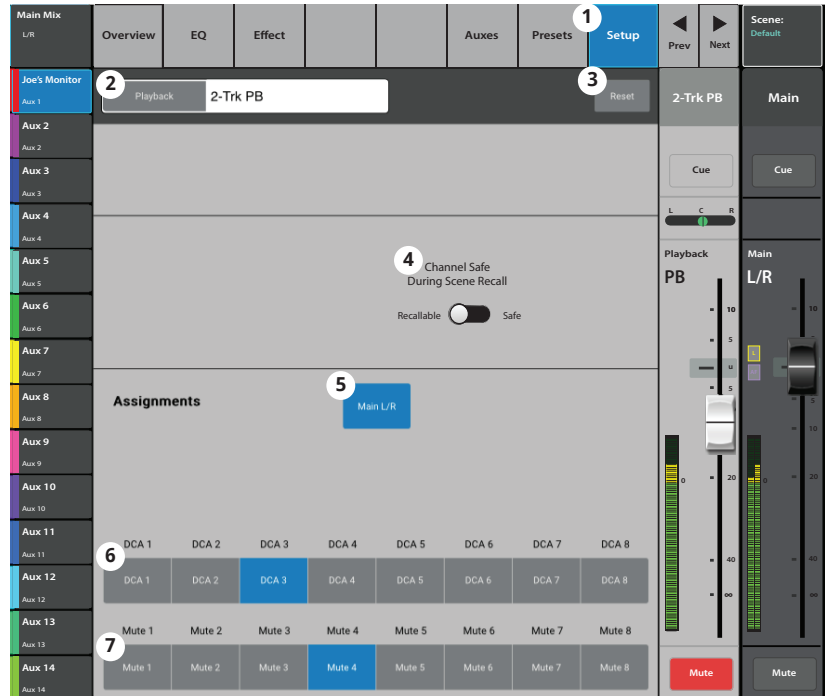 Main Mix
L/R
Overview
EQ
Effect
Auxes
Presets
1
Setup
Prev
Next
Scene:
Default
Joe's Monitor
Aux 1
2
Playback
2-Trk PB
3
Reset
2-Trk PB
Main
Aux 2
Aux 2
Aux 3
Aux 3
Cue
Cue
Aux 4
Aux 4
L C R
Aux 5
Aux 5
4
Channel Safe
During Scene Recall
Recallable
Safe
Playback
PB
Main
L/R
Aux 6
Aux 6
Aux 7
Aux 7
Aux 8
Aux 8
Aux 9
Aux 9
Aux 10
Aux 10
Aux 11
Aux 11
Aux 12
Aux 12
Aux 13
Aux 13
Aux 14
Aux 14
5
Assignments
Main L/R
DCA 1 DCA 2 DCA 3 DCA 4 DCA 5 DCA 6 DCA 7 DCA 8
6
DCA 1 DCA 2 DCA 3 DCA 4 DCA 5 DCA 6 DCA 7 DCA 8
Mute 1 Mute 2 Mute 3 Mute 4 Mute 5 Mute 6 Mute 7 Mute 8
7
Mute 1 Mute 2 Mute 3 Mute 4 Mute 5 Mute 6 Mute 7 Mute 8
10
5
U
5
0
20
40
∞
10
5
10
0
20
40
∞
L
Mute
Mute